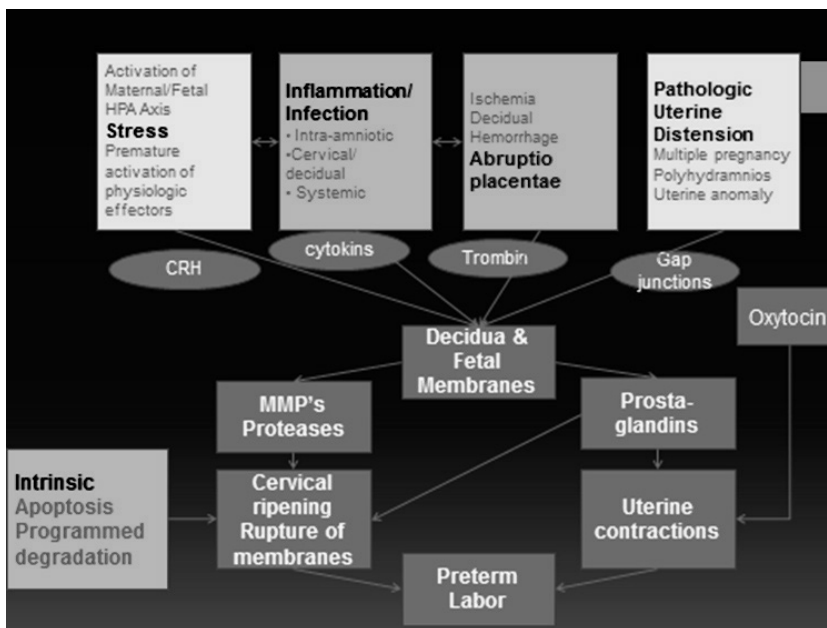 Activation of
Maternal/Fetal
HPA Axis
Stress
Premature
activation of
physiologic
effectors
Inflammation/
Infection
• Intra-amniotic
•Cervical/
decidual
• Systemic
Ischemia
Decidual
Hemorrhage
Abruptio
placentae
Pathologic
Uterine
Distension
Multiple pregnancy
Polyhydramnios
Uterine anomaly
CRH
cytokins
Trombin
Gap
junctions
Oxytocin
Decidua &
Fetal
Membranes
MMP's
Proteases
Prosta-
glandins
Intrinsic
Apoptosis
Programmed
degradation
Cervical
ripening
Rupture of
membranes
Uterine
contractions
Preterm
Labor